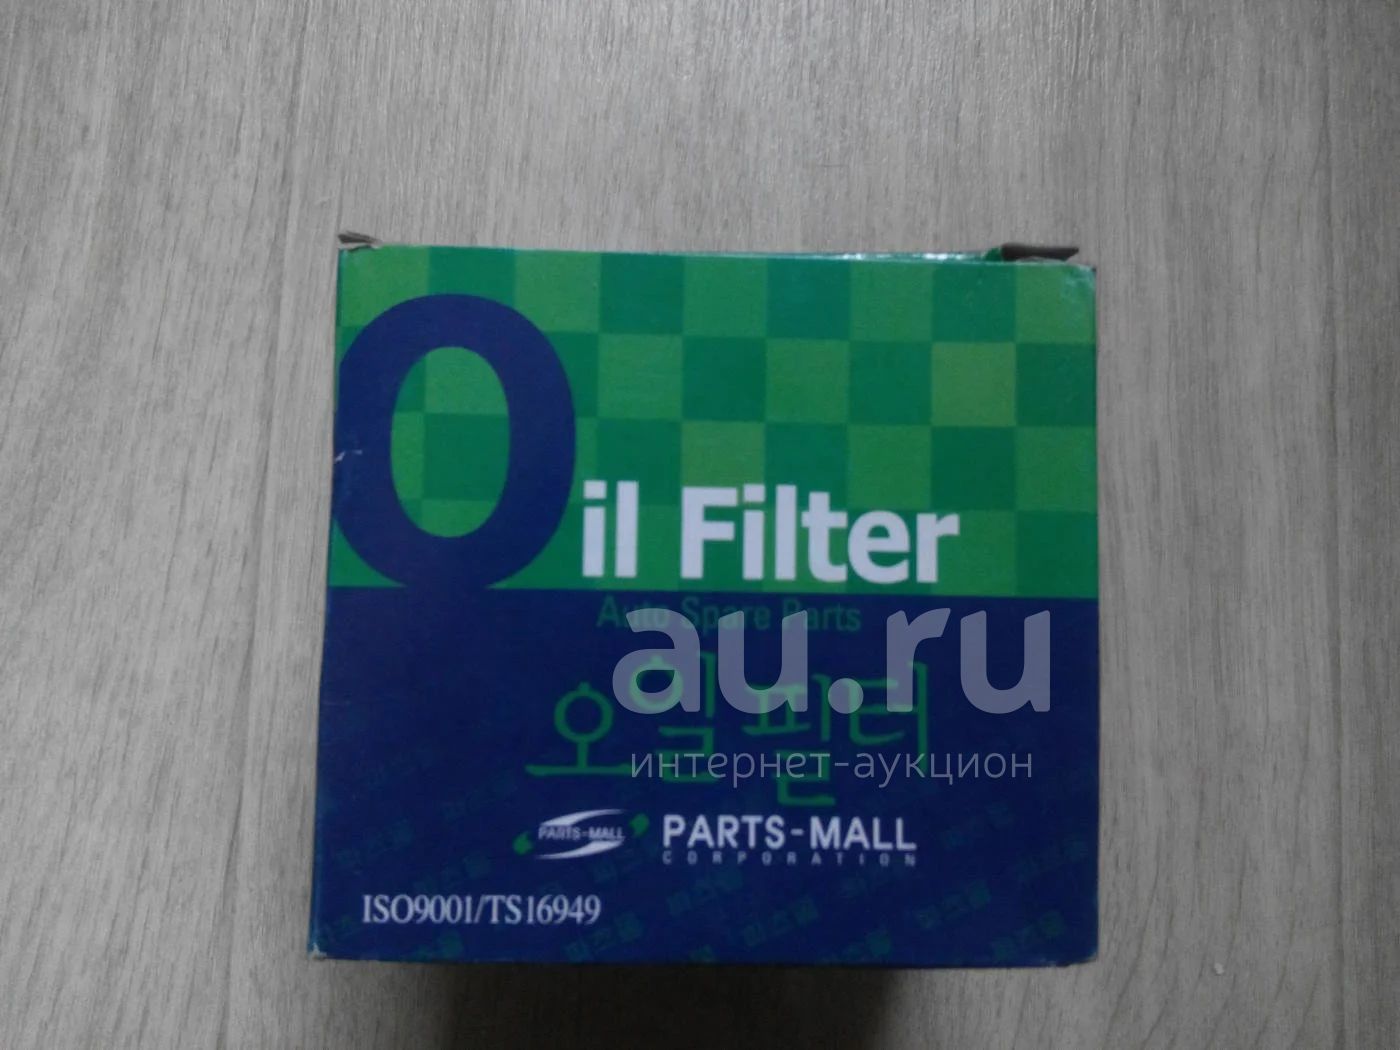 Oil Filter
Auto Spare Parts
au.ru
오일필터
интернет-аукцион
PARTS-MALL PARTS-MALL
CORPORATION
ISO9001/TS16949